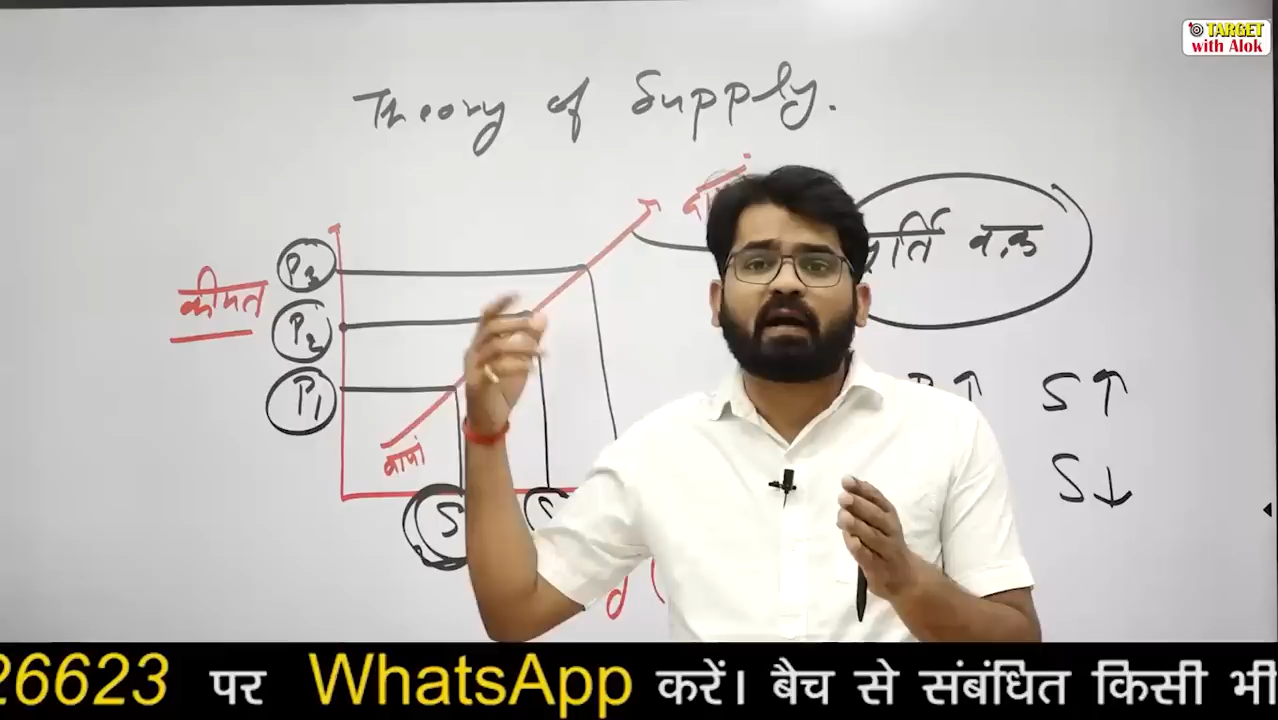 TARGET
with Alok
Theory of Supply.
वक्र
P3
कीमत
P2
P1
P↑ S↑
S↓
बायां
S
S
26623 पर WhatsApp करें। बैच से संबंधित किसी भी